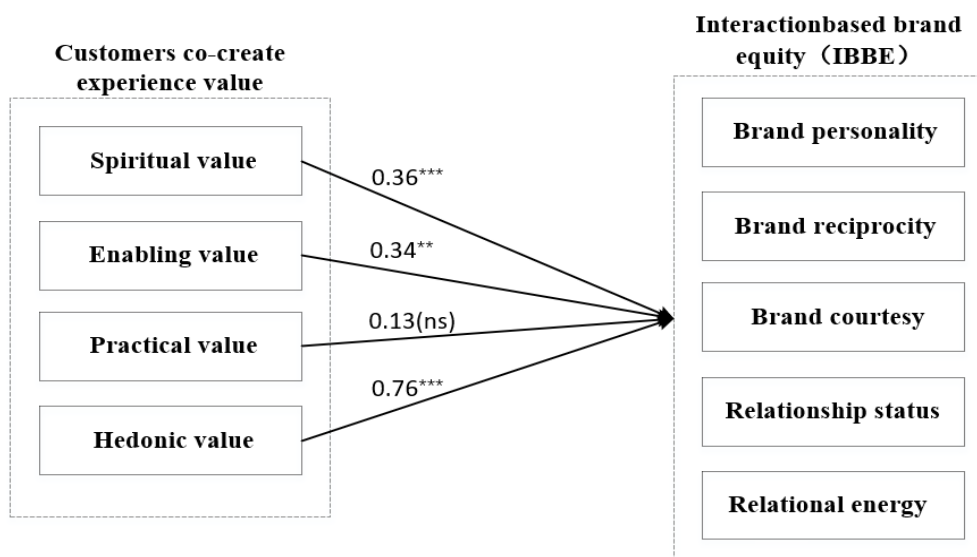 Customers co-create
experience value
Spiritual value
Enabling value
Practical value
Hedonic value
0.36***
0.34**
0.13(ns)
0.76***
Interactionbased brand
equity（IBBE）
Brand personality
Brand reciprocity
Brand courtesy
Relationship status
Relational energy